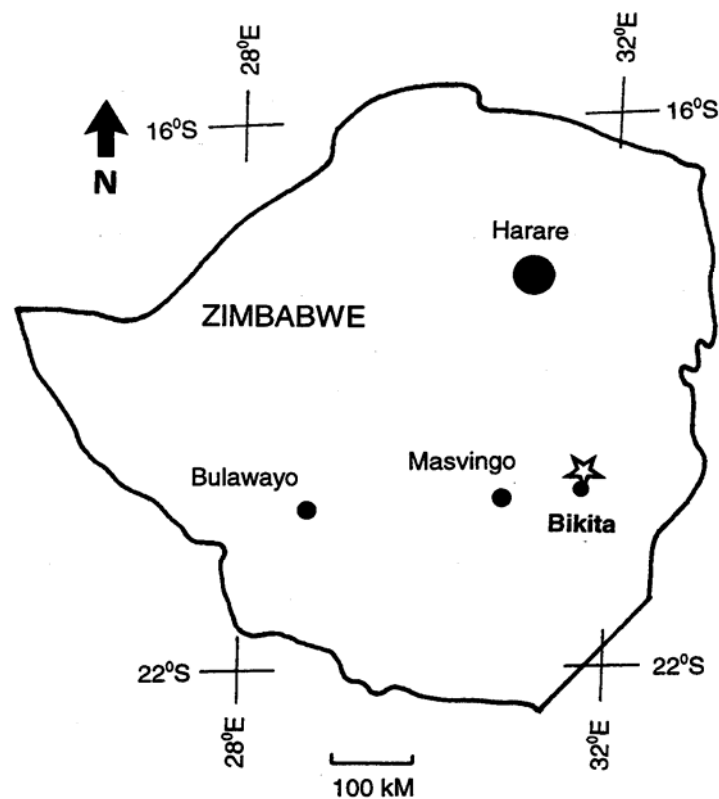 28⁰E
32⁰E
16⁰S
16⁰S
N
Harare
ZIMBABWE
Masvingo
Bulawayo
Bikita
22⁰S
22⁰S
28⁰E
32⁰E
100 kM